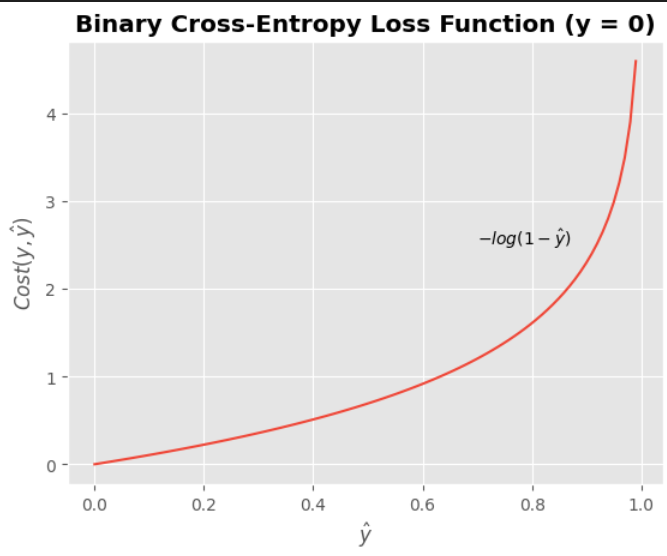 Binary Cross-Entropy Loss Function (y = 0)
4
3
2
1
0
Cost(y, ŷ)
−log(1 − ŷ)
0.0 0.2 0.4 0.6 0.8 1.0
ŷ